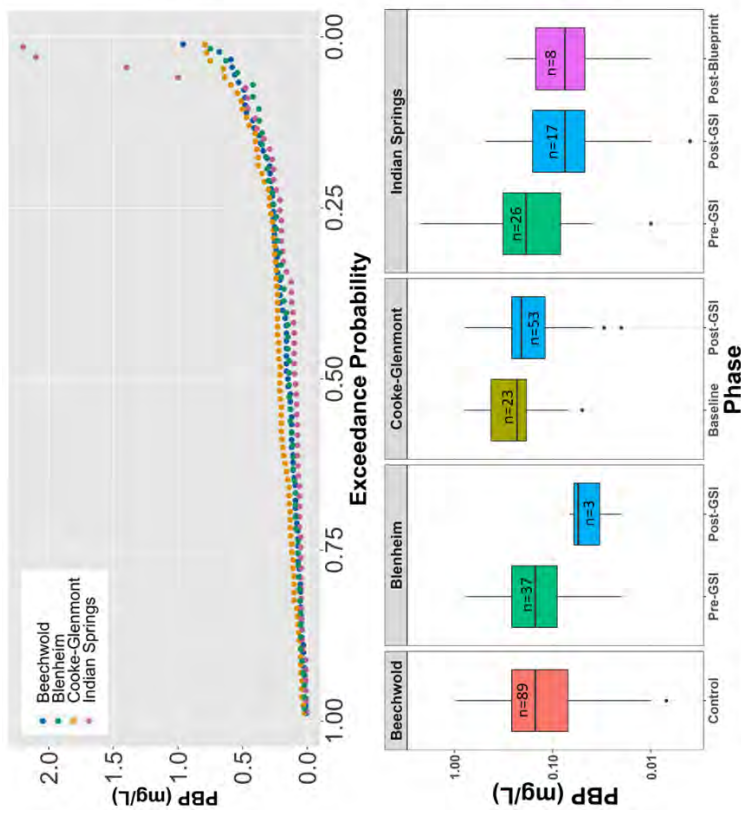 Beechwold
Blenheim
Cooke-Glenmont
Indian Springs
PBP (mg/L)
2.0
1.5
1.0
0.5
0.0
1.00
0.75
0.50
0.25
0.00
Exceedance Probability
Beechwold
Blenheim
Cooke-Glenmont
Indian Springs
PBP (mg/L)
1.00
0.10
0.01
n=89
n=37
n=3
n=23
n=53
n=26
n=17
n=8
Control
Pre-GSI
Post-GSI
Baseline
Post-GSI
Pre-GSI
Post-GSI
Post-Blueprint
Phase